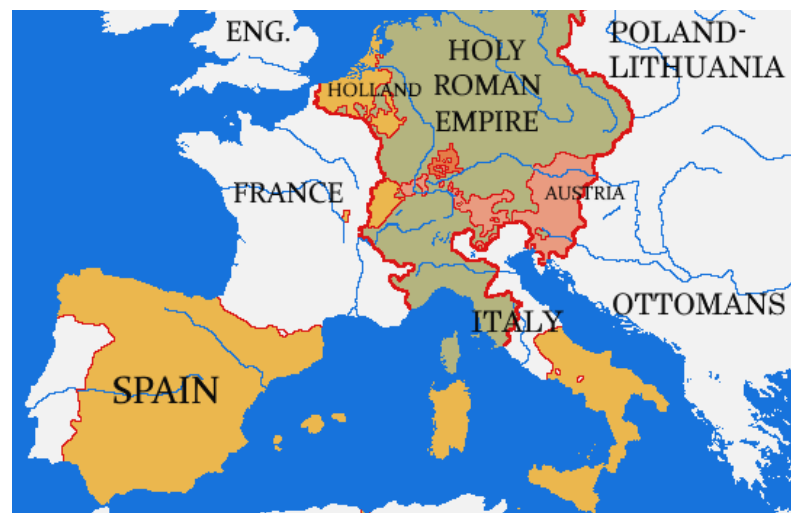 ENG.
POLAND-
LITHUANIA
HOLY
ROMAN
EMPIRE
HOLLAND
FRANCE
AUSTRIA
OTTOMANS
ITALY
SPAIN